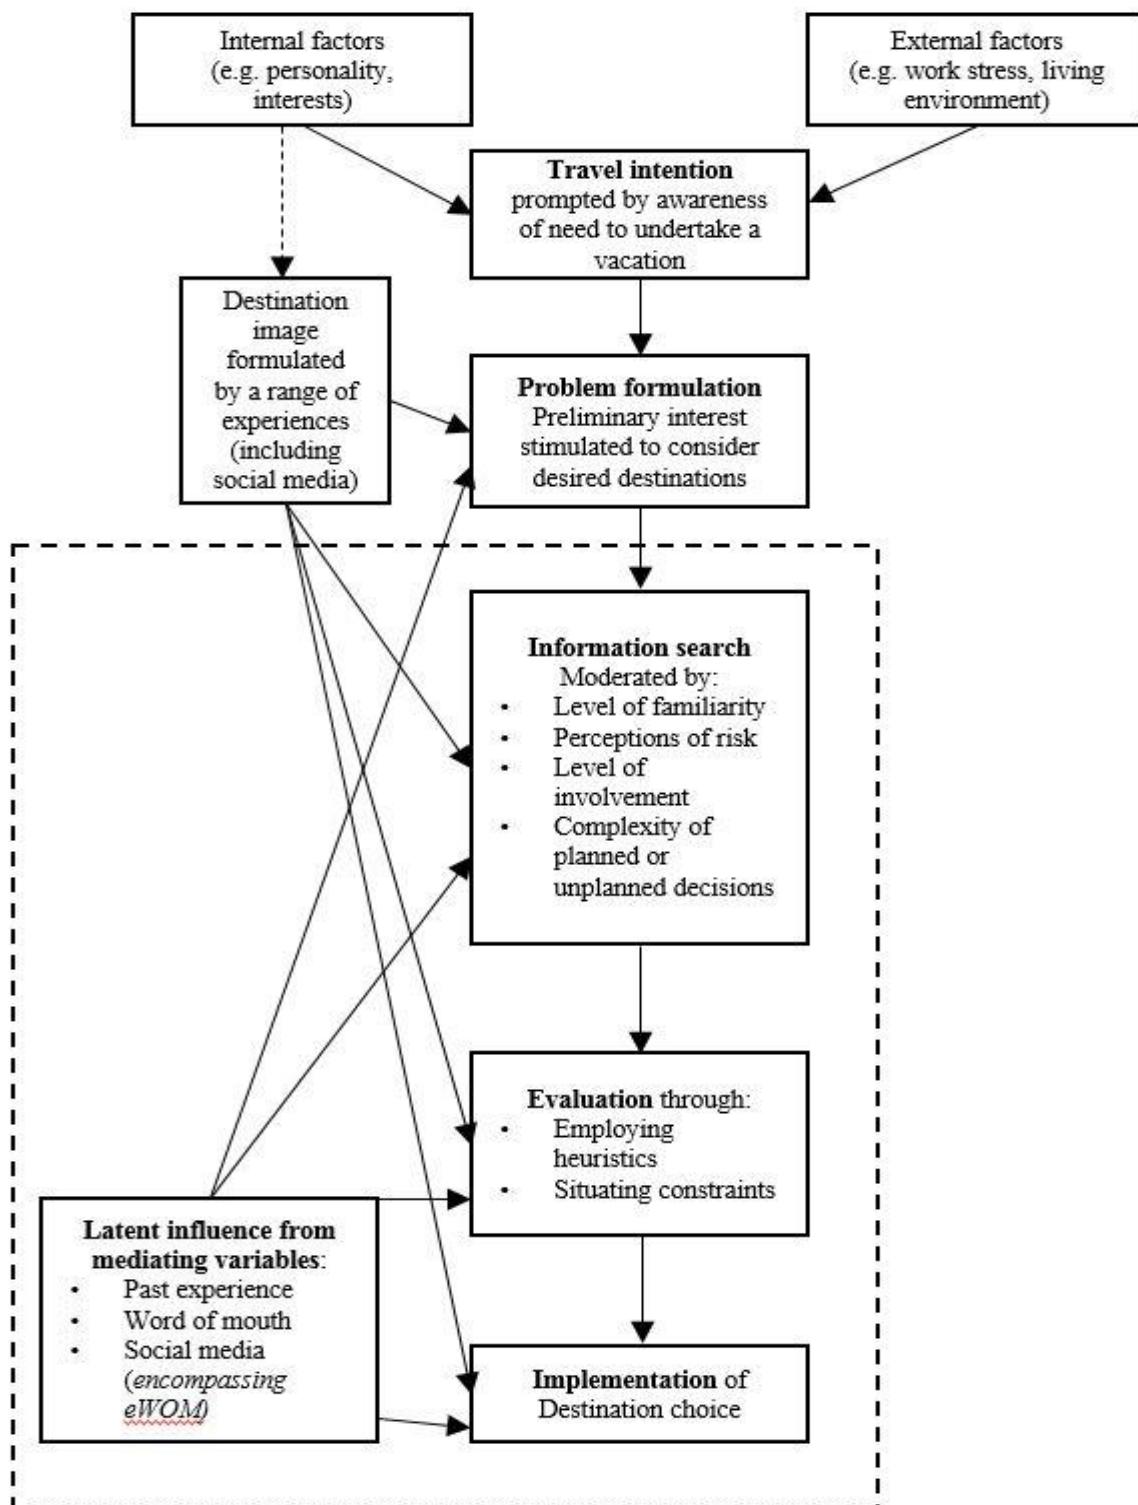 Internal factors
(e.g. personality,
interests)
External factors
(e.g. work stress, living
environment)
Travel intention
prompted by awareness
of need to undertake a
vacation
Destination
image
formulated
by a range of
experiences
(including
social media)
Problem formulation
Preliminary interest
stimulated to consider
desired destinations
Information search
Moderated by:
• Level of familiarity
• Perceptions of risk
• Level of
involvement
• Complexity of
planned or
unplanned decisions
Evaluation through:
• Employing
heuristics
• Situating constraints
Latent influence from
mediating variables:
• Past experience
• Word of mouth
• Social media
(encompassing
eWOM)
Implementation of
Destination choice